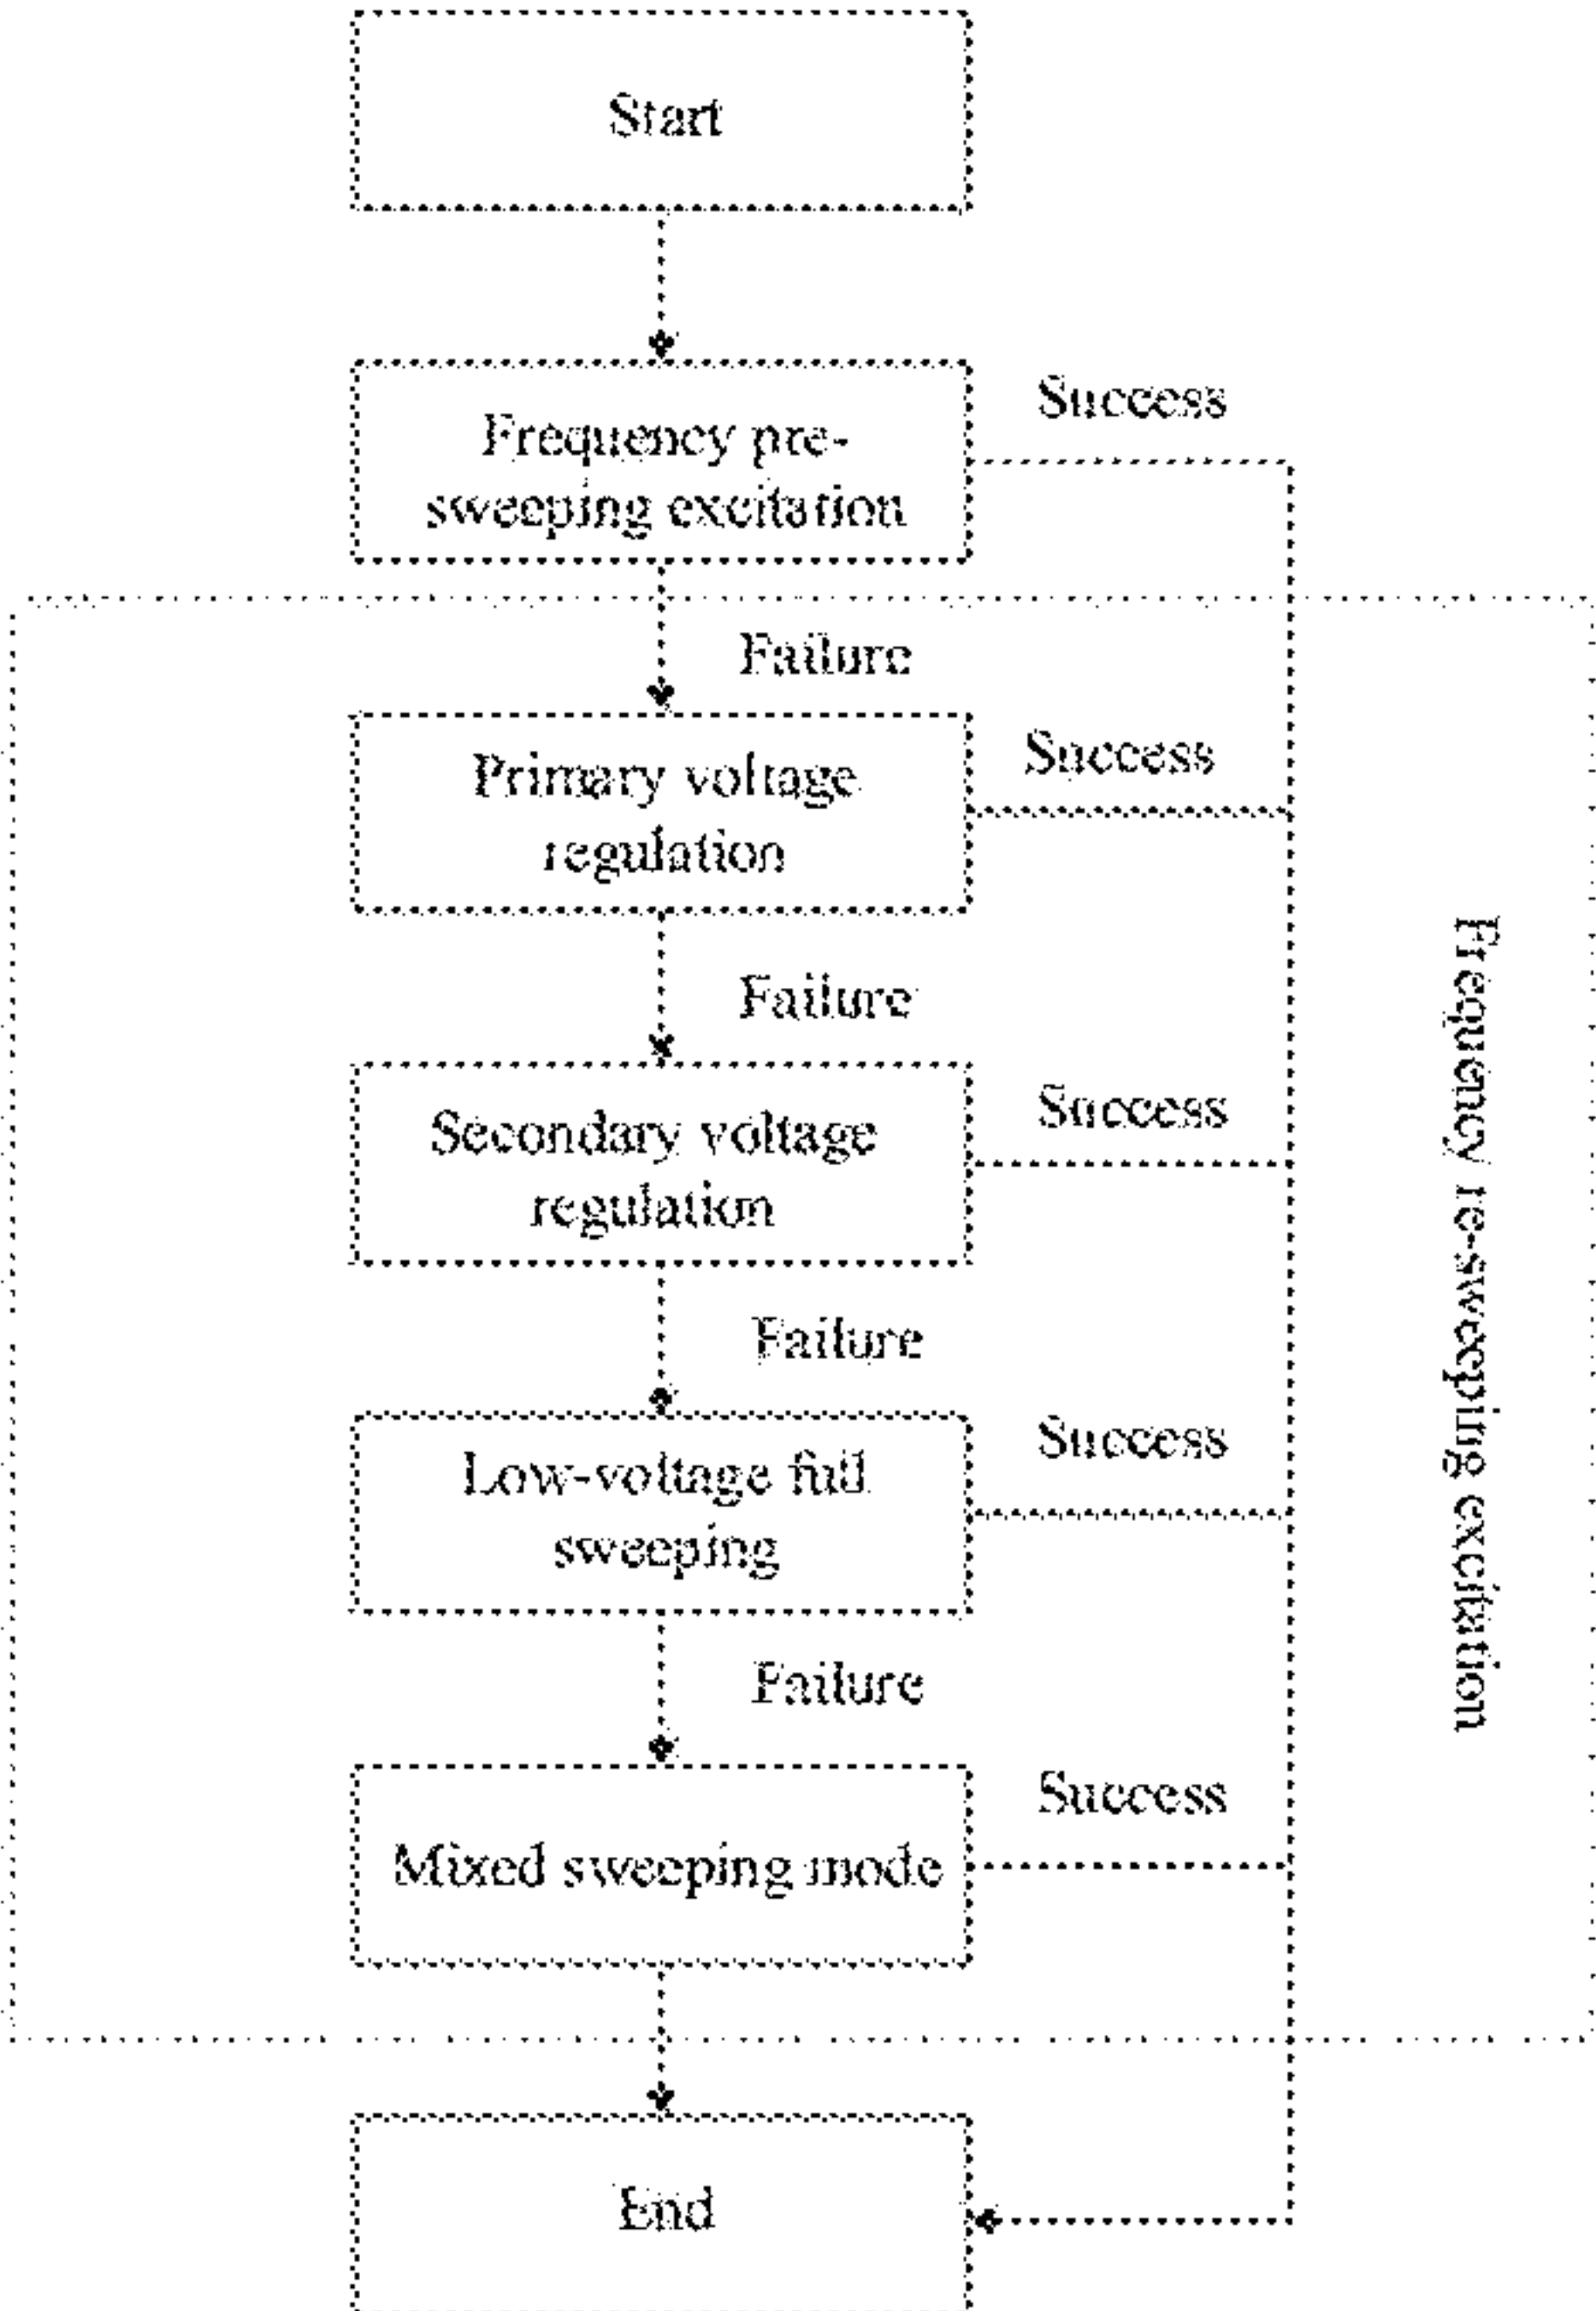 Start
Frequency pre-
sweeping excitation
Success
Failure
Primary voltage
regulation
Success
Failure
Secondary voltage
regulation
Success
Failure
Low-voltage full
sweeping
Success
Failure
Mixed sweeping mode
Success
Frequency re-sweeping excitation
End